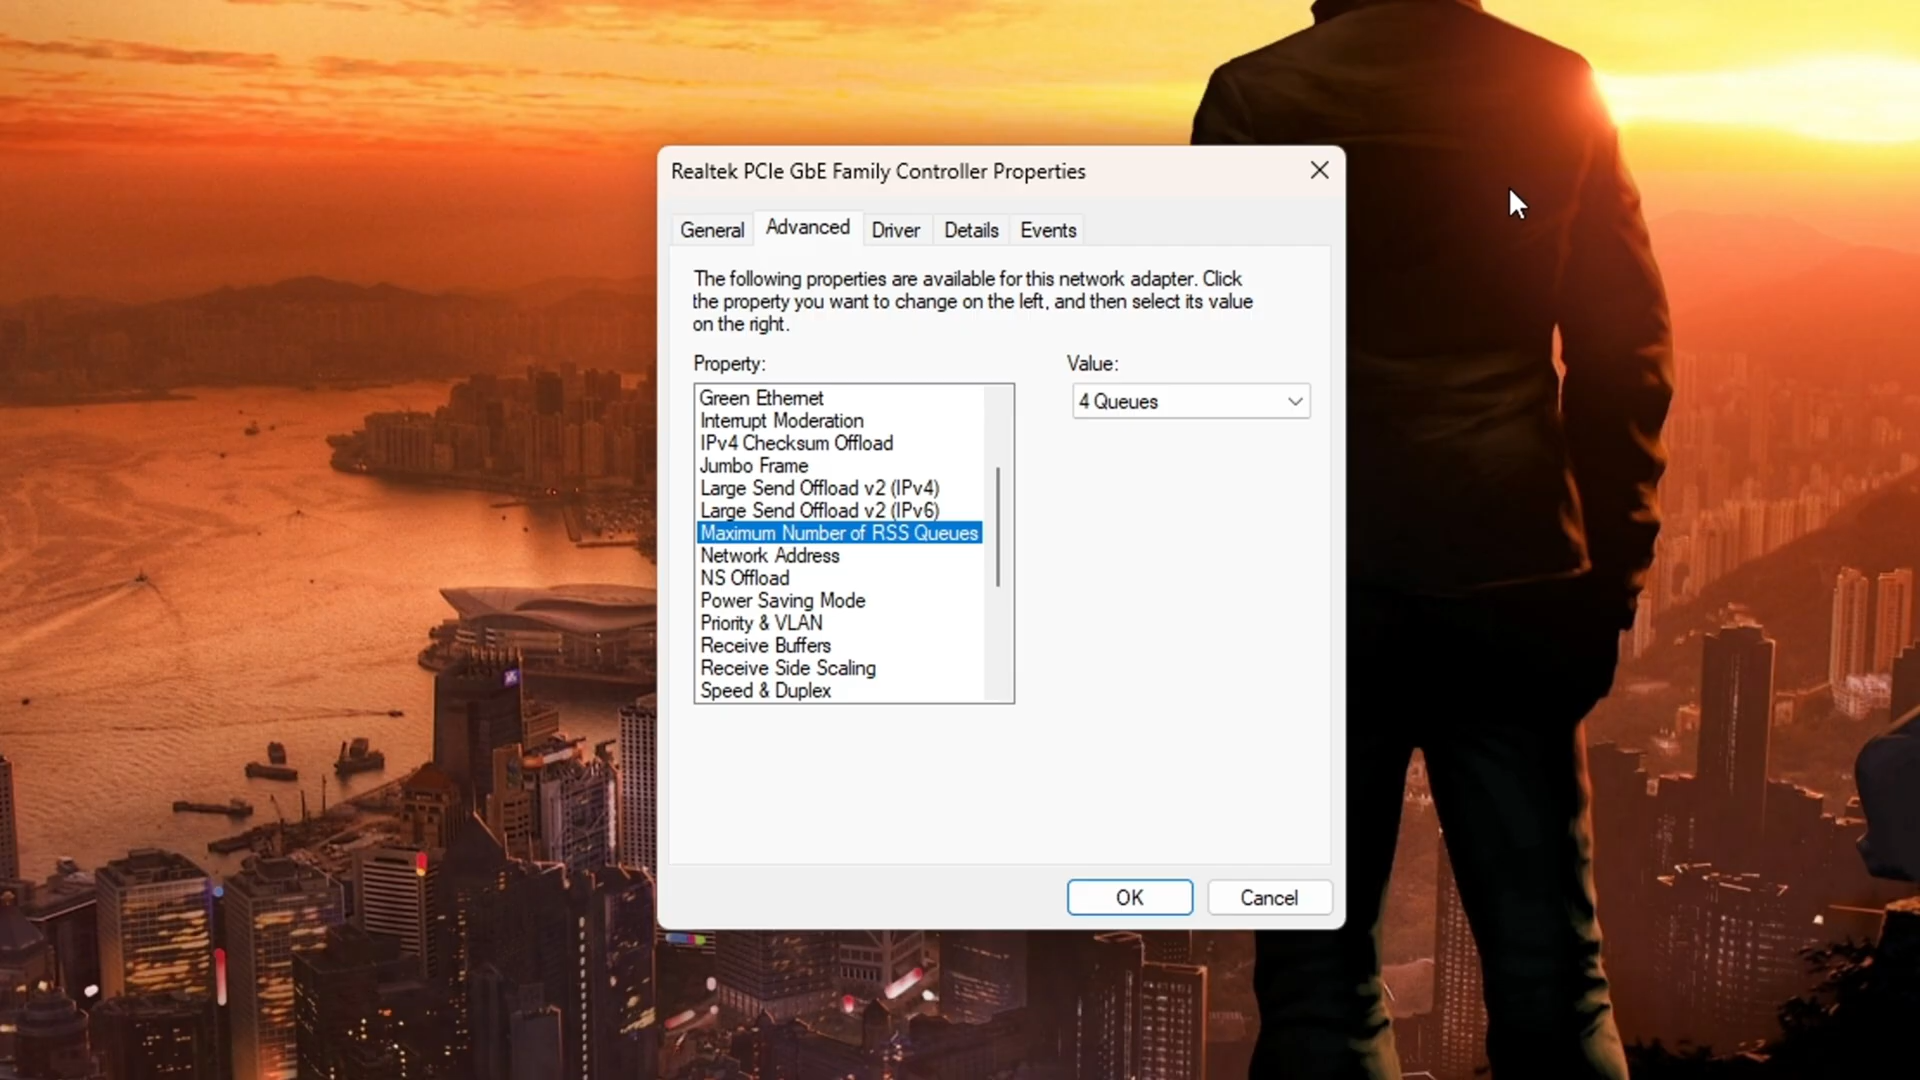 Realtek PCIe GbE Family Controller Properties
General
Advanced
Driver
Details
Events
The following properties are available for this network adapter. Click
the property you want to change on the left, and then select its value
on the right.
Property:
Value:
Green Ethernet
Interrupt Moderation
IPv4 Checksum Offload
Jumbo Frame
Large Send Offload v2 (IPv4)
Large Send Offload v2 (IPv6)
Maximum Number of RSS Queues
Network Address
NS Offload
Power Saving Mode
Priority & VLAN
Receive Buffers
Receive Side Scaling
Speed & Duplex
4 Queues
OK
Cancel